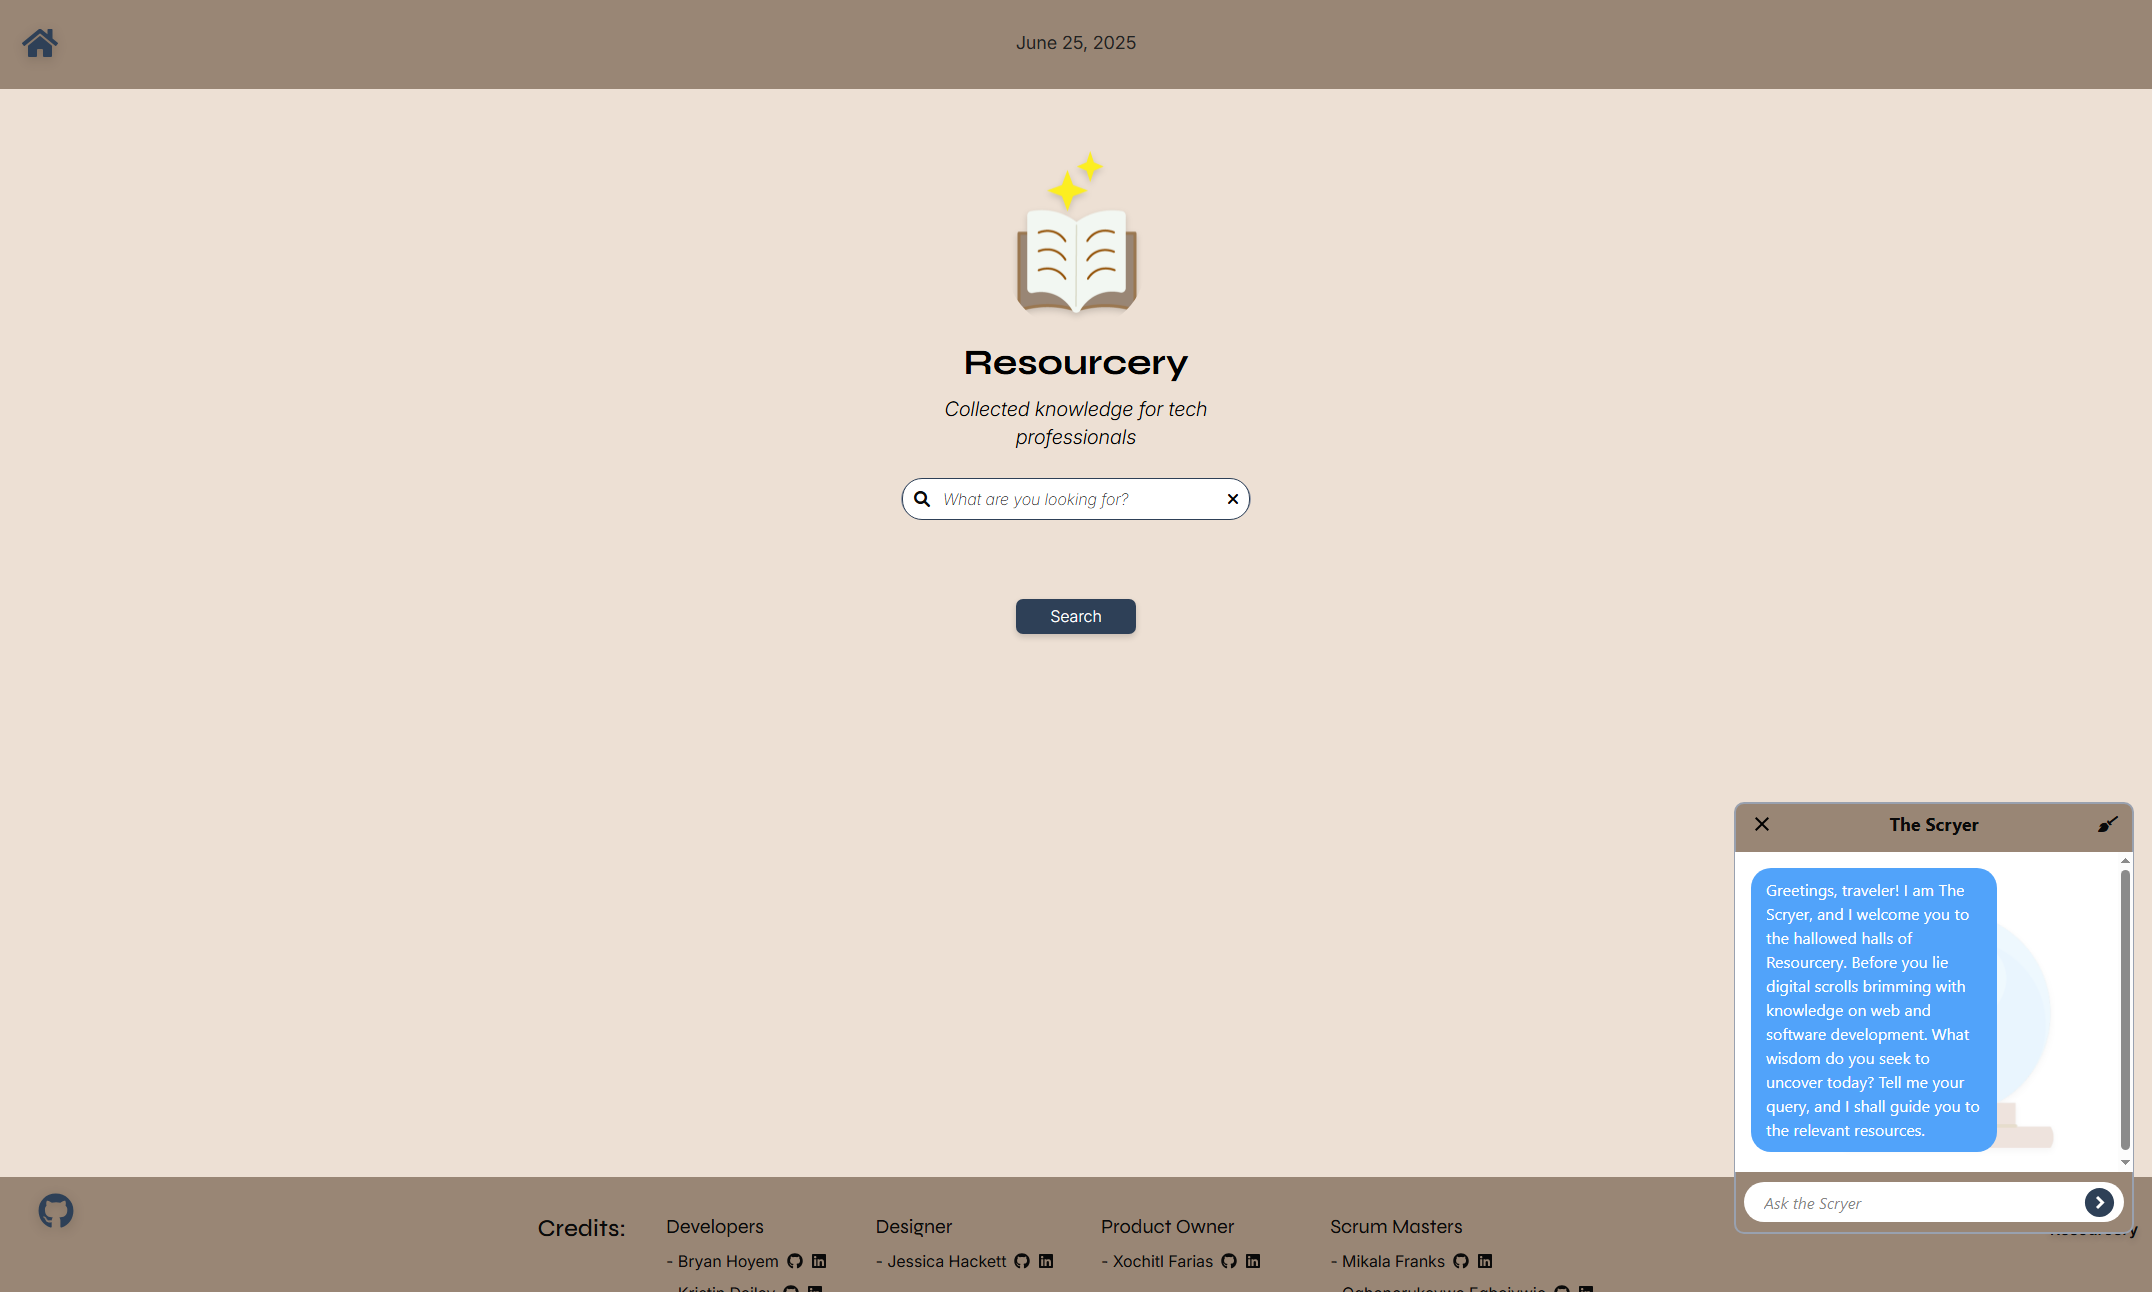 June 25, 2025
Resourcery
Collected knowledge for tech
professionals
What are you looking for?
Search
The Scryer
Greetings, traveler! I am The
Scryer, and I welcome you to
the hallowed halls of
Resourcery. Before you lie
digital scrolls brimming with
knowledge on web and
software development. What
wisdom do you seek to
uncover today? Tell me your
query, and I shall guide you to
the relevant resources.
Ask the Scryer
Credits:
Developers
- Bryan Hoyem
- Kristin Dailey
Designer
- Jessica Hackett
Product Owner
- Xochitl Farias
Scrum Masters
- Mikala Franks
Resourcery